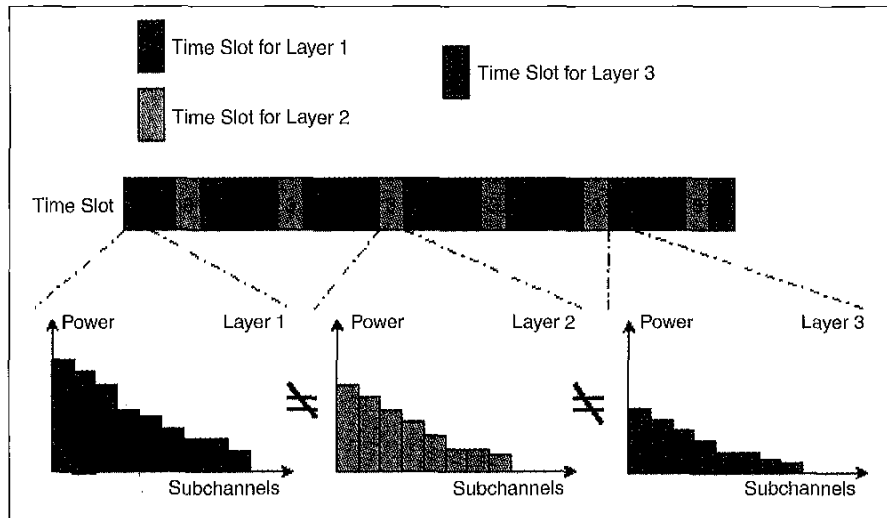 Time Slot for Layer 1
Time Slot for Layer 3
Time Slot for Layer 2
Time Slot
Power
Layer 1
Power
Layer 2
Power
Layer 3
≠
≠
Subchannels
Subchannels
Subchannels